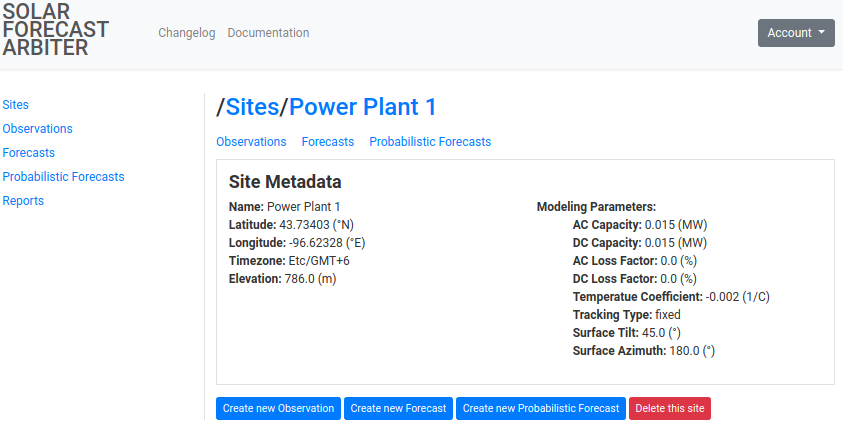 SOLAR
FORECAST
ARBITER
Changelog Documentation
Account
Sites
Observations
Forecasts
Probabilistic Forecasts
Reports
/Sites/Power Plant 1
Observations Forecasts Probabilistic Forecasts
Site Metadata
Name: Power Plant 1
Latitude: 43.73403 (°N)
Longitude: -96.62328 (°E)
Timezone: Etc/GMT+6
Elevation: 786.0 (m)
Modeling Parameters:
AC Capacity: 0.015 (MW)
DC Capacity: 0.015 (MW)
AC Loss Factor: 0.0 (%)
DC Loss Factor: 0.0 (%)
Temperatue Coefficient: -0.002 (1/C)
Tracking Type: fixed
Surface Tilt: 45.0 (°)
Surface Azimuth: 180.0 (°)
Create new Observation Create new Forecast Create new Probabilistic Forecast Delete this site